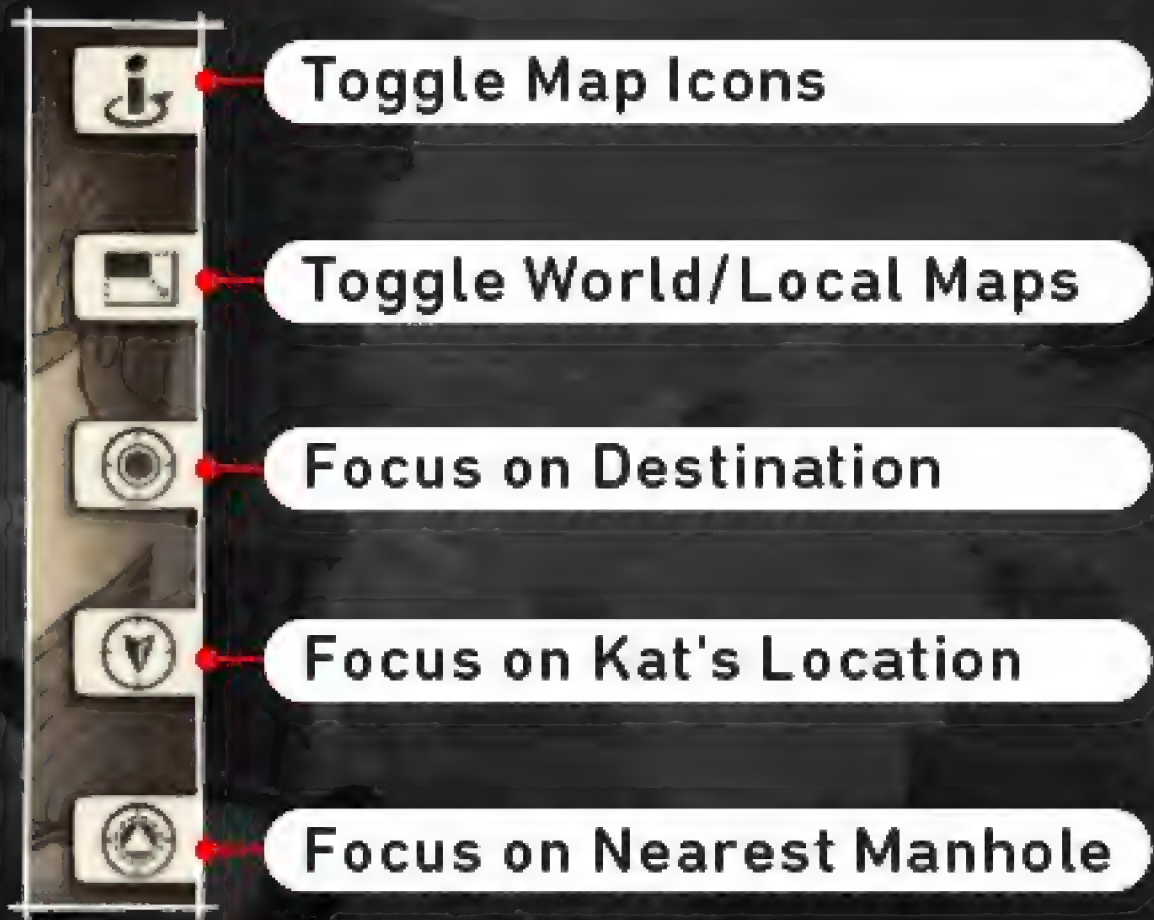 Toggle Map Icons
Toggle World/Local Maps
Focus on Destination
Focus on Kat's Location
Focus on Nearest Manhole